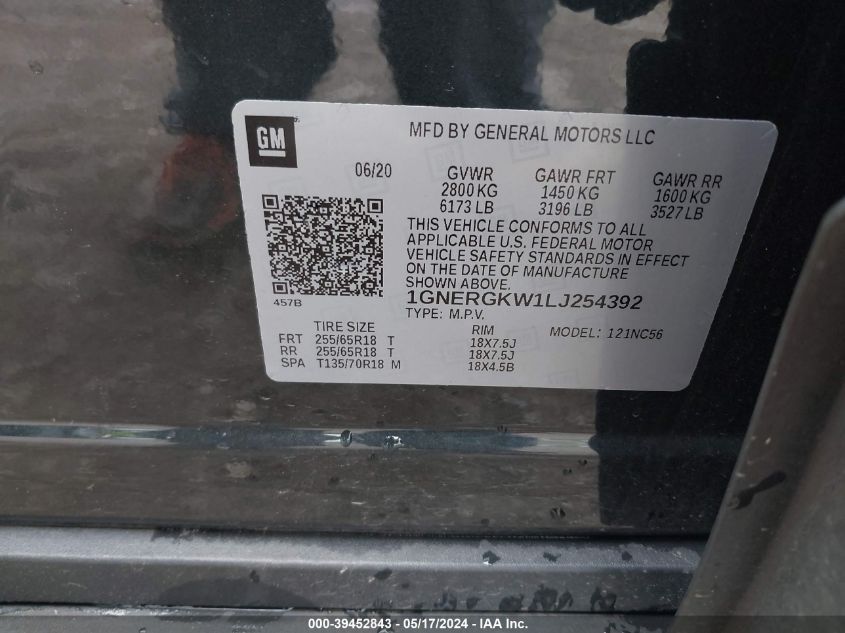 GM
MFD BY GENERAL MOTORS LLC
06/20 GVWR GAWR FRT GAWR RR
2800 KG 1450 KG 1600 KG
6173 LB 3196 LB 3527 LB
THIS VEHICLE CONFORMS TO ALL
APPLICABLE U.S. FEDERAL MOTOR
VEHICLE SAFETY STANDARDS IN EFFECT
ON THE DATE OF MANUFACTURE
SHOWN ABOVE.
457B
1GNERGKW1LJ254392
TYPE: M.P.V.
TIRE SIZE RIM MODEL: 121NC56
FRT 255/65R18 T 18X7.5J
RR 255/65R18 T 18X7.5J
SPA T135/70R18 M 18X4.5B
000-39452843 - 05/17/2024 - IAA Inc.